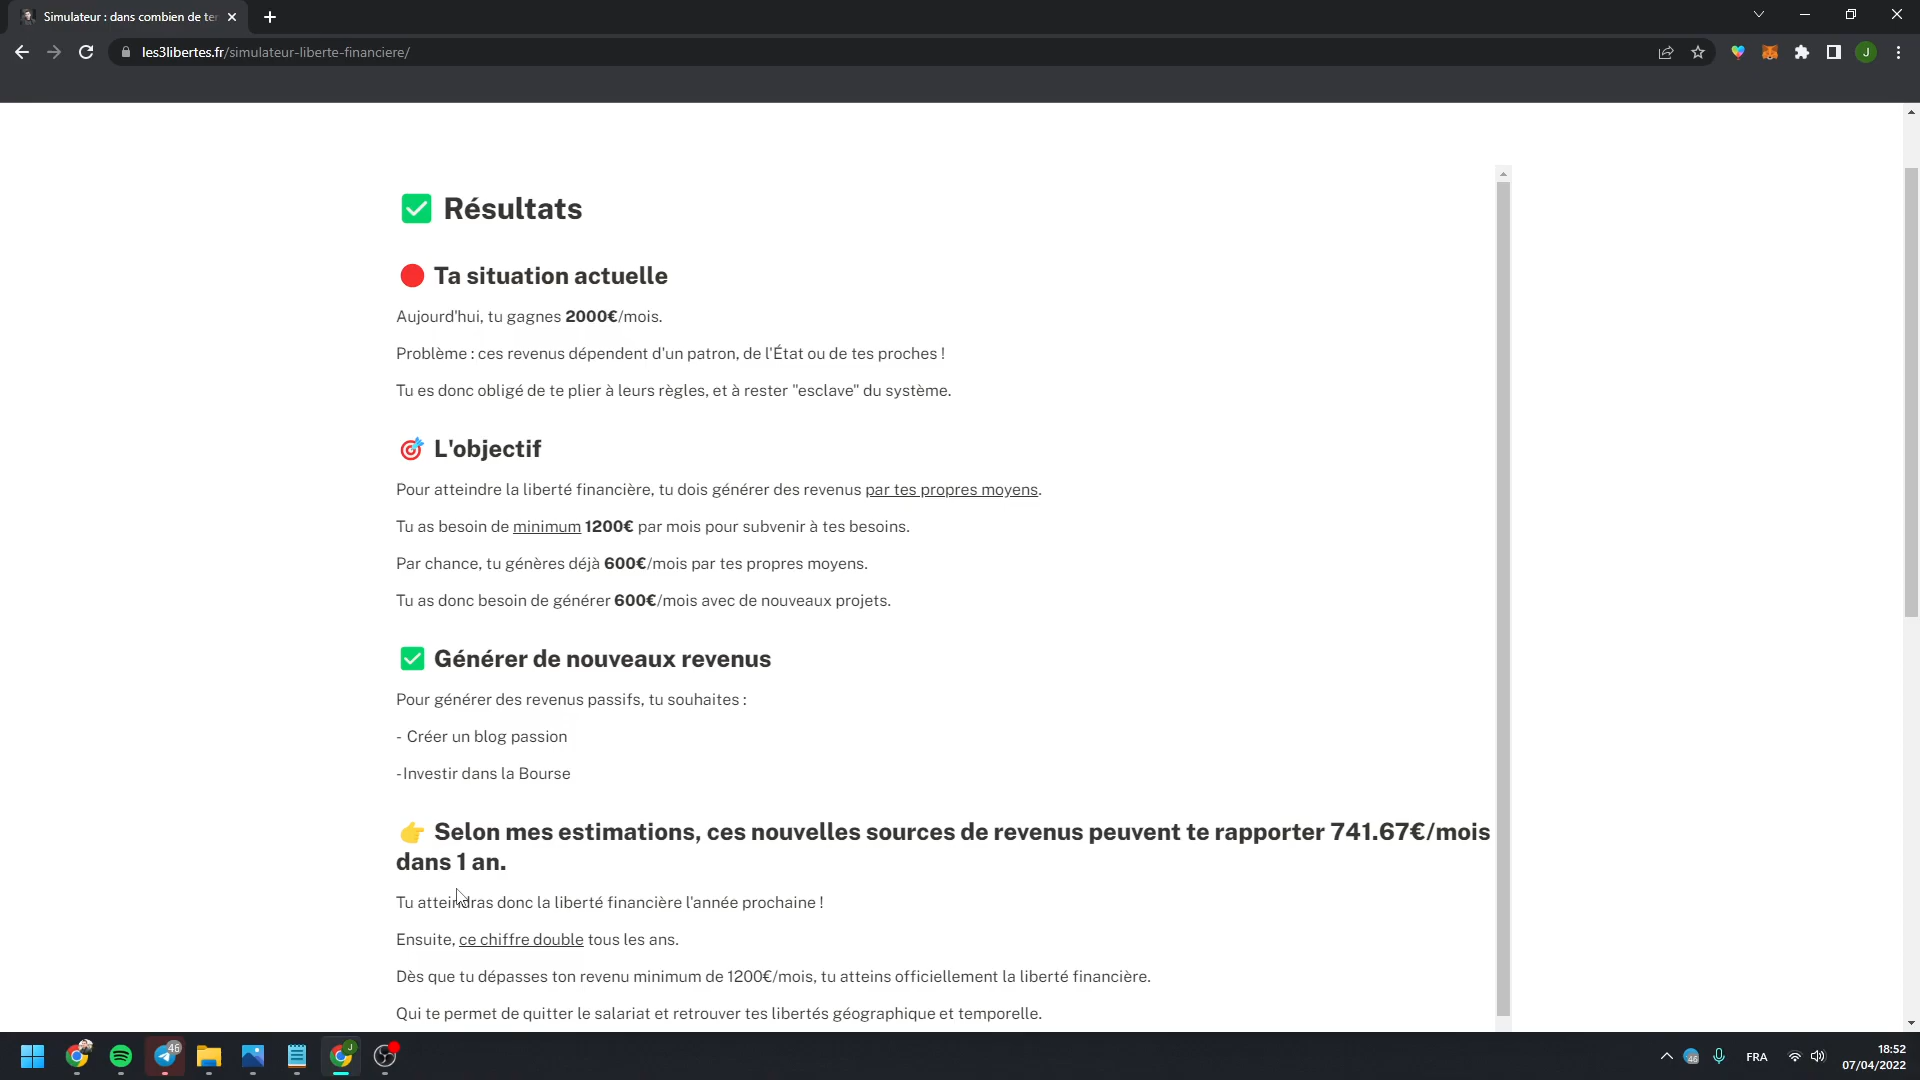 Simulateur : dans combien de ter
les3libertes.fr/simulateur-liberte-financiere/
J
Résultats
Ta situation actuelle
Aujourd'hui, tu gagnes 2000€/mois.
Problème : ces revenus dépendent d'un patron, de l'État ou de tes proches !
Tu es donc obligé de te plier à leurs règles, et à rester "esclave" du système.
L'objectif
Pour atteindre la liberté financière, tu dois générer des revenus par tes propres moyens.
Tu as besoin de minimum 1200€ par mois pour subvenir à tes besoins.
Par chance, tu génères déjà 600€/mois par tes propres moyens.
Tu as donc besoin de générer 600€/mois avec de nouveaux projets.
Générer de nouveaux revenus
Pour générer des revenus passifs, tu souhaites :
- Créer un blog passion
-Investir dans la Bourse
Selon mes estimations, ces nouvelles sources de revenus peuvent te rapporter 741.67€/mois
dans 1 an.
Tu atteindras donc la liberté financière l'année prochaine !
Ensuite, ce chiffre double tous les ans.
Dès que tu dépasses ton revenu minimum de 1200€/mois, tu atteins officiellement la liberté financière.
Qui te permet de quitter le salariat et retrouver tes libertés géographique et temporelle.
46
J
46
FRA
18:52
07/04/2022